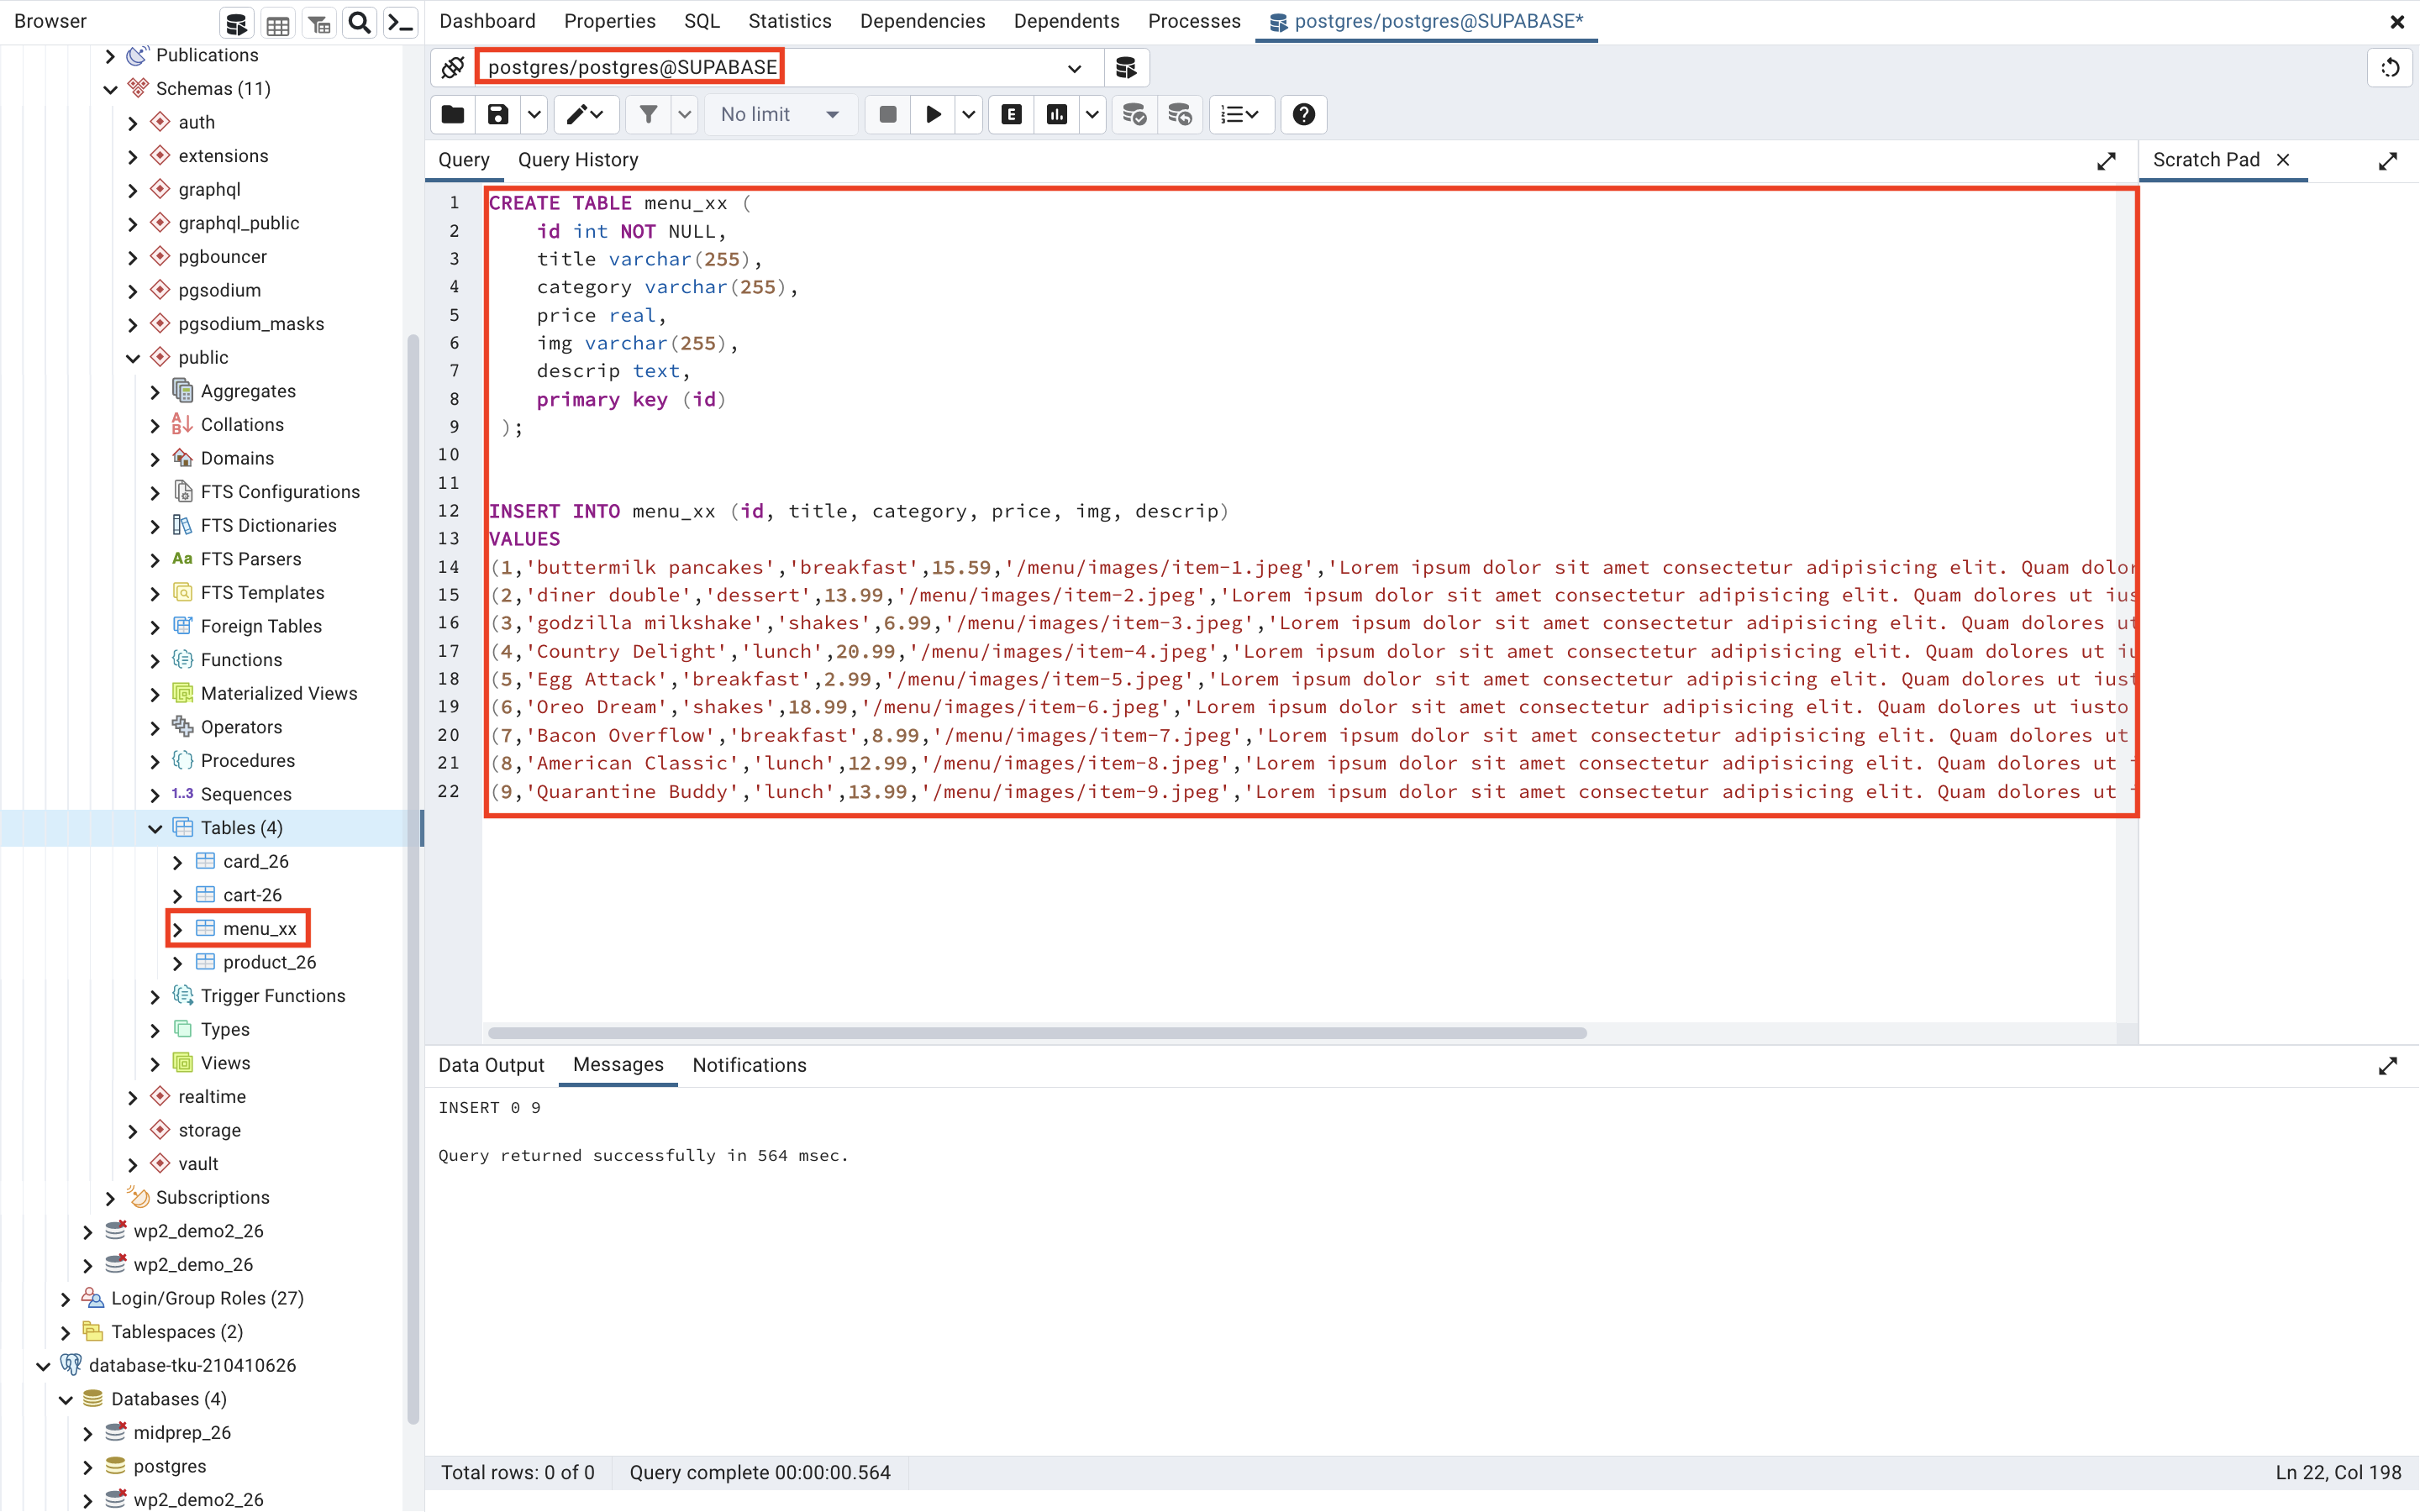 Browser
Dashboard Properties SQL Statistics Dependencies Dependents Processes postgres/postgres@SUPABASE*
Publications
Schemas (11)
auth
extensions
graphql
graphql_public
pgbouncer
pgsodium
pgsodium_masks
public
Aggregates
Collations
Domains
FTS Configurations
FTS Dictionaries
Aa FTS Parsers
FTS Templates
Foreign Tables
Functions
Materialized Views
Operators
Procedures
1..3 Sequences
Tables (4)
card_26
cart-26
menu_xx
product_26
Trigger Functions
Types
Views
realtime
storage
vault
Subscriptions
wp2_demo2_26
wp2_demo_26
Login/Group Roles (27)
Tablespaces (2)
database-tku-210410626
Databases (4)
midprep_26
postgres
wp2_demo2_26
postgres/postgres@SUPABASE
No limit
E
Query Query History
Scratch Pad
1 CREATE TABLE menu_xx (
2 id int NOT NULL,
3 title varchar(255),
4 category varchar(255),
5 price real,
6 img varchar(255),
7 descrip text,
8 primary key (id)
9 );
10
11
12 INSERT INTO menu_xx (id, title, category, price, img, descrip)
13 VALUES
14 (1,'buttermilk pancakes','breakfast',15.59,'/menu/images/item-1.jpeg','Lorem ipsum dolor sit amet consectetur adipisicing elit. Quam dolor
15 (2,'diner double','dessert',13.99,'/menu/images/item-2.jpeg','Lorem ipsum dolor sit amet consectetur adipisicing elit. Quam dolores ut ius
16 (3,'godzilla milkshake','shakes',6.99,'/menu/images/item-3.jpeg','Lorem ipsum dolor sit amet consectetur adipisicing elit. Quam dolores ut
17 (4,'Country Delight','lunch',20.99,'/menu/images/item-4.jpeg','Lorem ipsum dolor sit amet consectetur adipisicing elit. Quam dolores ut iu
18 (5,'Egg Attack','breakfast',2.99,'/menu/images/item-5.jpeg','Lorem ipsum dolor sit amet consectetur adipisicing elit. Quam dolores ut iust
19 (6,'Oreo Dream','shakes',18.99,'/menu/images/item-6.jpeg','Lorem ipsum dolor sit amet consectetur adipisicing elit. Quam dolores ut iusto
20 (7,'Bacon Overflow','breakfast',8.99,'/menu/images/item-7.jpeg','Lorem ipsum dolor sit amet consectetur adipisicing elit. Quam dolores ut
21 (8,'American Classic','lunch',12.99,'/menu/images/item-8.jpeg','Lorem ipsum dolor sit amet consectetur adipisicing elit. Quam dolores ut
22 (9,'Quarantine Buddy','lunch',13.99,'/menu/images/item-9.jpeg','Lorem ipsum dolor sit amet consectetur adipisicing elit. Quam dolores ut
Data Output Messages Notifications
INSERT 0 9
Query returned successfully in 564 msec.
Total rows: 0 of 0 Query complete 00:00:00.564 Ln 22, Col 198